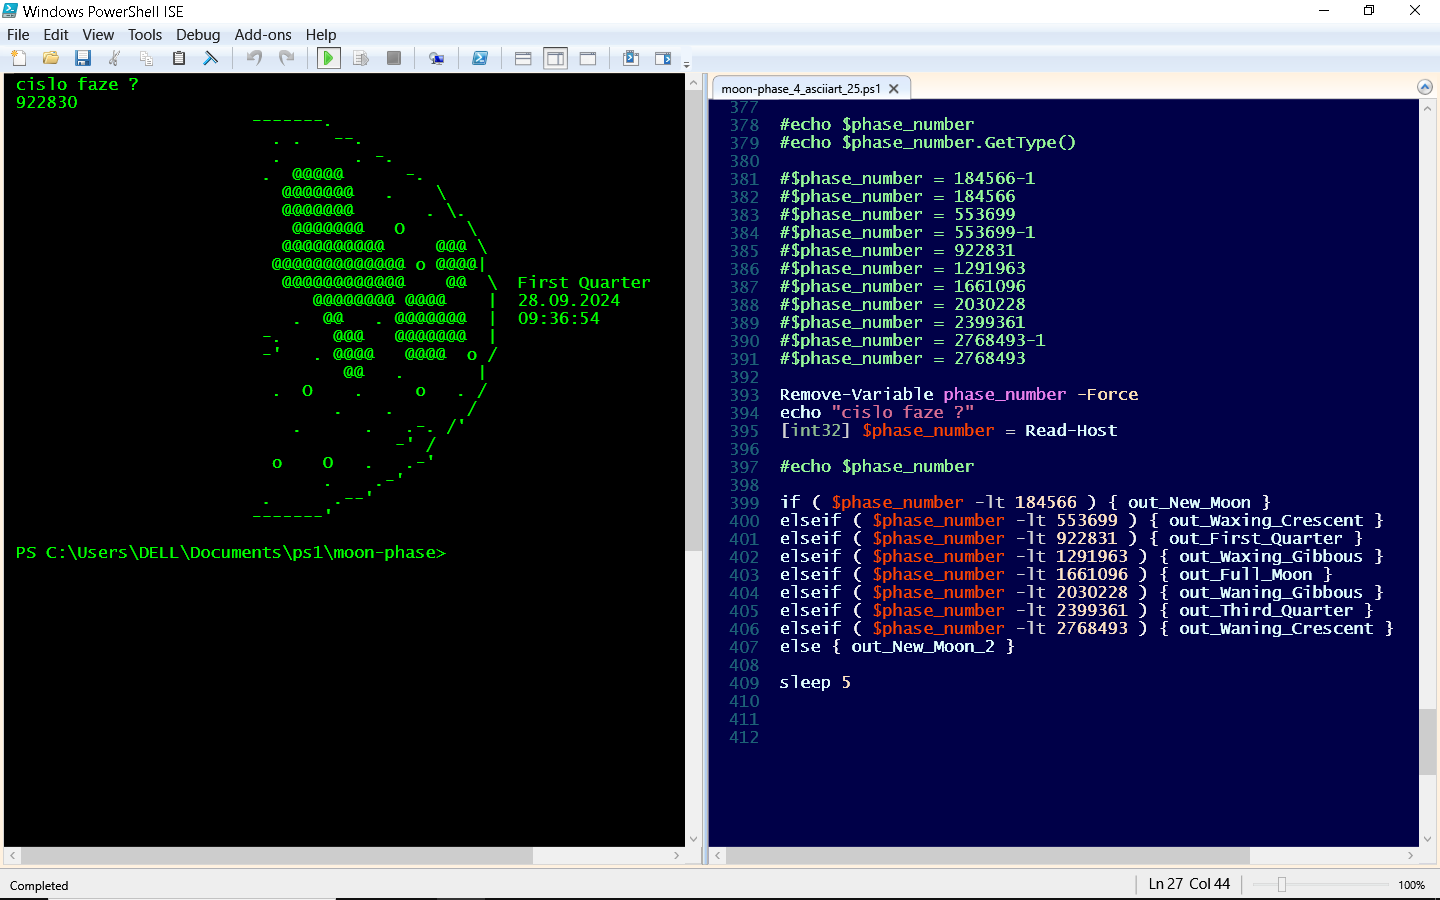 Windows PowerShell ISE
File Edit View Tools Debug Add-ons Help
cislo faze ?
922830
                       -------.
                         . .   --.
                         .       . -.
                        .  @@@@@      -.
                          @@@@@@@   .    \
                          @@@@@@@       . \.
                           @@@@@@@   O      \
                          @@@@@@@@@@     @@@ \
                         @@@@@@@@@@@@@ o @@@@|
                          @@@@@@@@@@@@    @@  \  First Quarter
                             @@@@@@@@ @@@@    |  28.09.2024
                           .  @@   . @@@@@@@  |  09:36:54
                        -.     @@@   @@@@@@@  |
                        -'   . @@@@   @@@@  o /
                                @@   .       |
                         .  O    .     o   . /
                               .    .       /
                           .      .   .-. /'
                                     -' /
                         o    O   .   .-'
                              .    .-'
                        .      .--'
                       -------'
PS C:\Users\DELL\Documents\ps1\moon-phase>
moon-phase_4_asciiart_25.ps1
377
378 #echo $phase_number
379 #echo $phase_number.GetType()
380
381 #$phase_number = 184566-1
382 #$phase_number = 184566
383 #$phase_number = 553699
384 #$phase_number = 553699-1
385 #$phase_number = 922831
386 #$phase_number = 1291963
387 #$phase_number = 1661096
388 #$phase_number = 2030228
389 #$phase_number = 2399361
390 #$phase_number = 2768493-1
391 #$phase_number = 2768493
392
393 Remove-Variable phase_number -Force
394 echo "cislo faze ?"
395 [int32] $phase_number = Read-Host
396
397 #echo $phase_number
398
399 if ( $phase_number -lt 184566 ) { out_New_Moon }
400 elseif ( $phase_number -lt 553699 ) { out_Waxing_Crescent }
401 elseif ( $phase_number -lt 922831 ) { out_First_Quarter }
402 elseif ( $phase_number -lt 1291963 ) { out_Waxing_Gibbous }
403 elseif ( $phase_number -lt 1661096 ) { out_Full_Moon }
404 elseif ( $phase_number -lt 2030228 ) { out_Waning_Gibbous }
405 elseif ( $phase_number -lt 2399361 ) { out_Third_Quarter }
406 elseif ( $phase_number -lt 2768493 ) { out_Waning_Crescent }
407 else { out_New_Moon_2 }
408
409 sleep 5
410
411
412
Completed
Ln 27 Col 44
100%